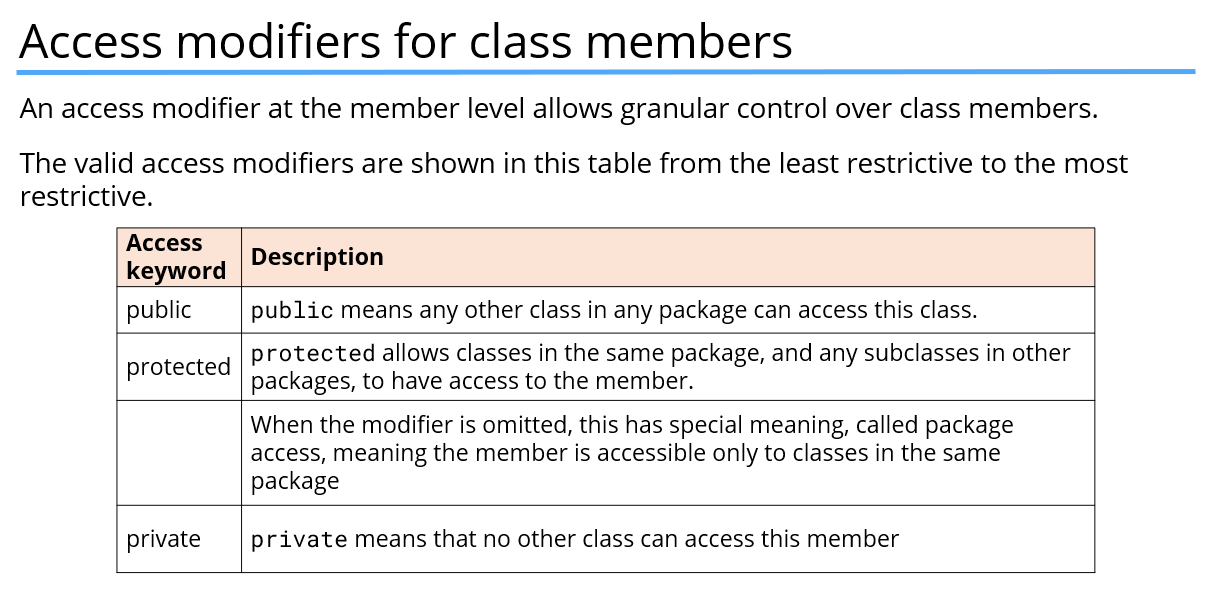 Access modifiers for class members
An access modifier at the member level allows granular control over class members.
The valid access modifiers are shown in this table from the least restrictive to the most
restrictive.
Access
keyword
Description
public
public means any other class in any package can access this class.
protected
protected allows classes in the same package, and any subclasses in other
packages, to have access to the member.
When the modifier is omitted, this has special meaning, called package
access, meaning the member is accessible only to classes in the same
package
private
private means that no other class can access this member